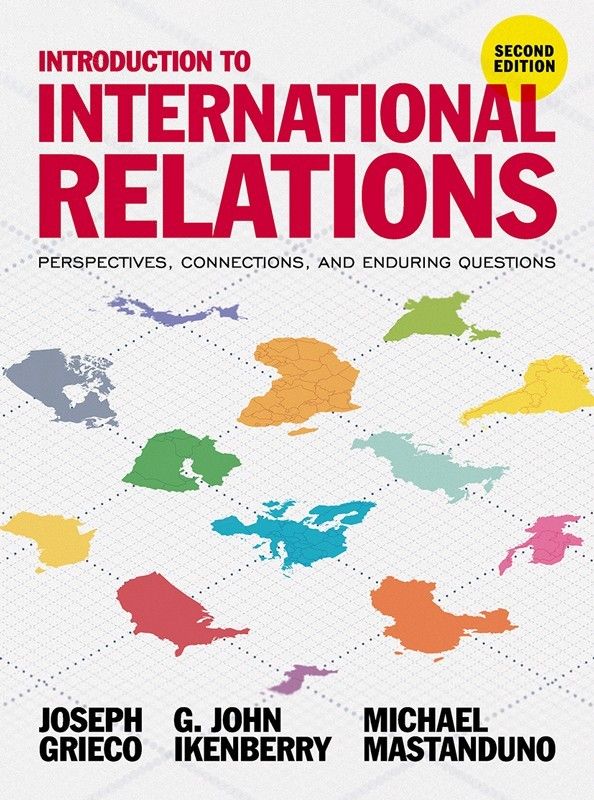 INTRODUCTION TO
SECOND
EDITION
INTERNATIONAL
RELATIONS
PERSPECTIVES, CONNECTIONS, AND ENDURING QUESTIONS
JOSEPH
GRIECO
G. JOHN
IKENBERRY
MICHAEL
MASTANDUNO